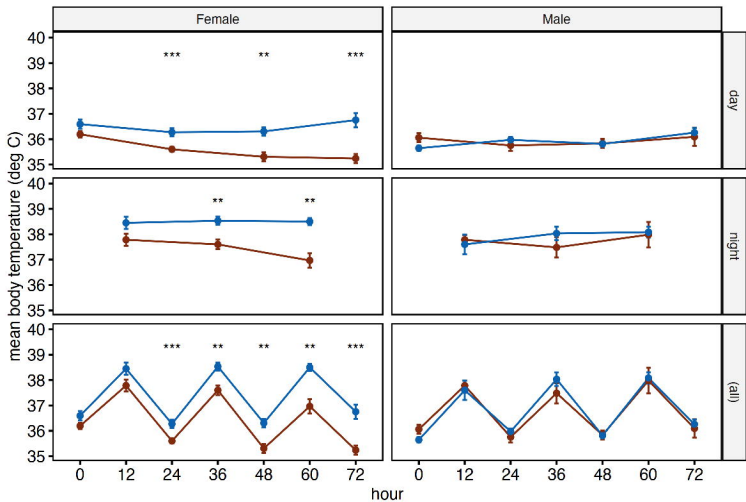 Female
Male
40
39
38
37
36
35
*** ** ***
day
40
39
38
37
36
35
** **
night
40
39
38
37
36
35
*** ** ** ** ***
(all)
mean body temperature (deg C)
0 12 24 36 48 60 72
0 12 24 36 48 60 72
hour